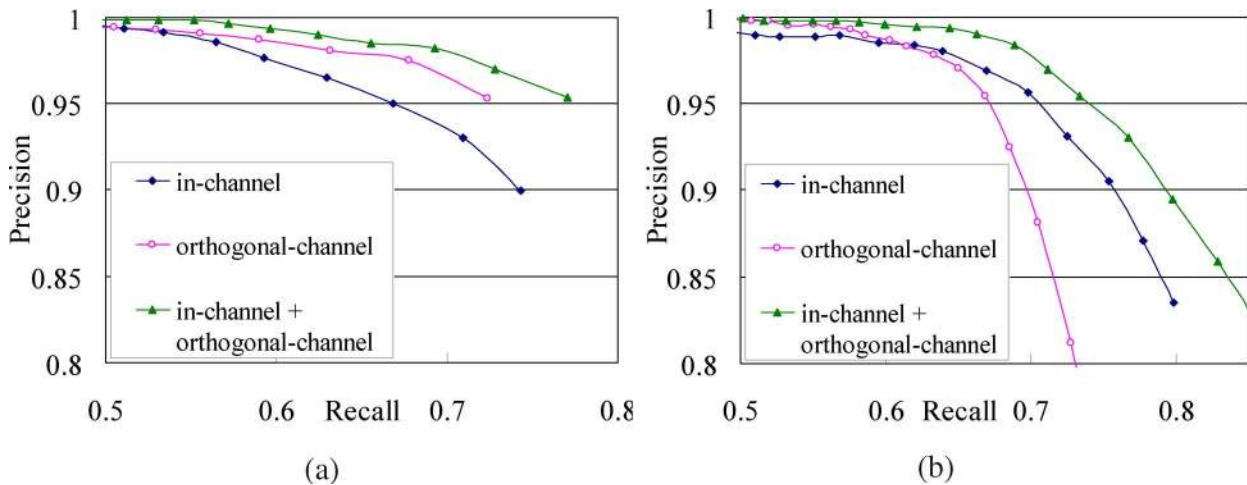 1
0.95
0.9
0.85
0.8
Precision
in-channel
orthogonal-channel
in-channel +
orthogonal-channel
0.5 0.6 Recall 0.7 0.8
(a)
1
0.95
0.9
0.85
0.8
Precision
in-channel
orthogonal-channel
in-channel +
orthogonal-channel
0.5 0.6 Recall 0.7 0.8
(b)